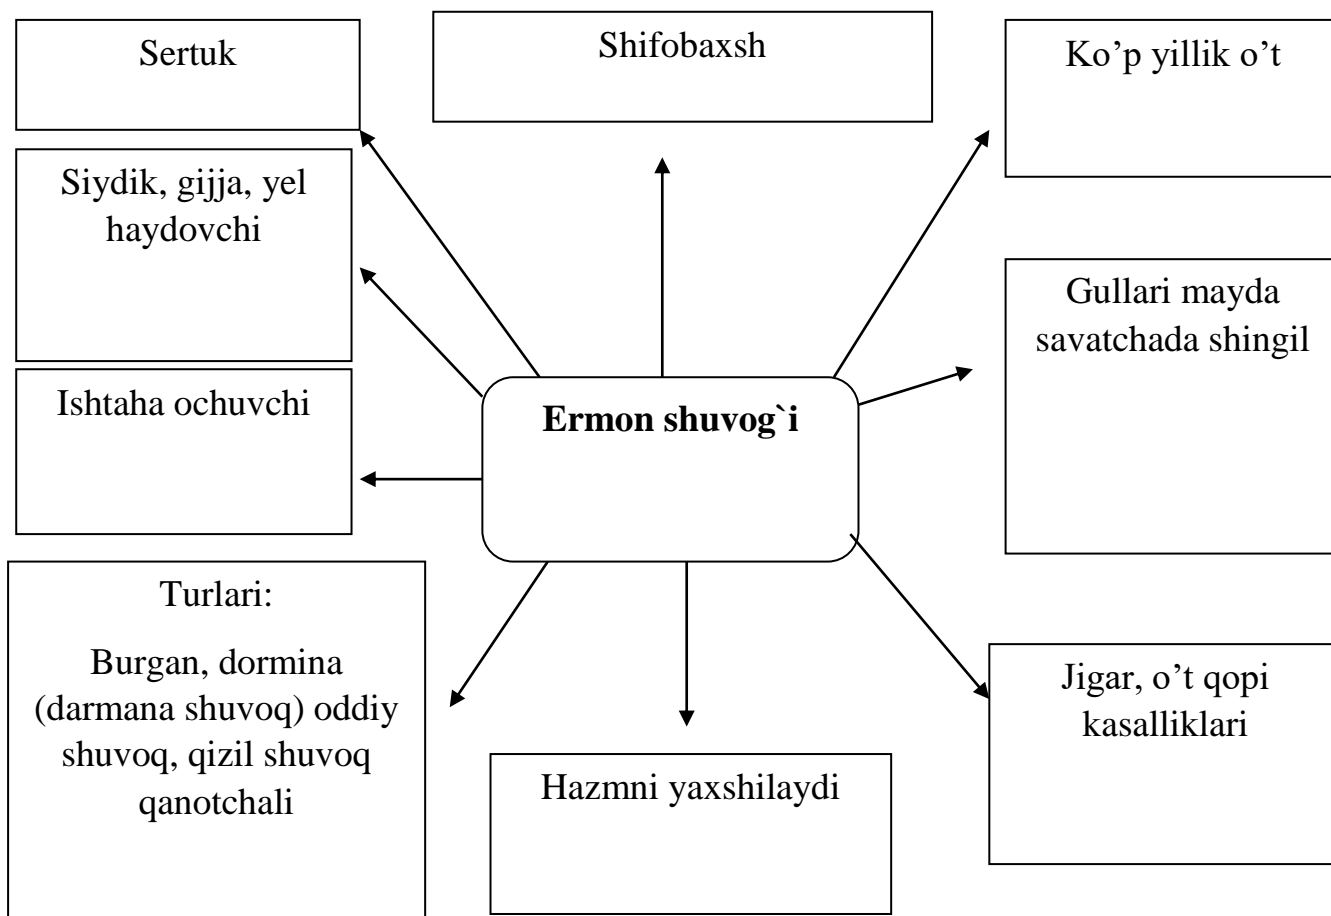 Sertuk
Shifobaxsh
Ko’p yillik o’t
Siydik, gijja, yel
haydovchi
Gullari mayda
savatchada shingil
Ishtaha ochuvchi
Ermon shuvog`i
Turlari:
Burgan, dormina
(darmana shuvoq) oddiy
shuvoq, qizil shuvoq
qanotchali
Hazmni yaxshilaydi
Jigar, o’t qopi
kasalliklari